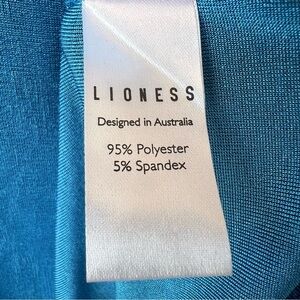 LIONESS
Designed in Australia
95% Polyester
5% Spandex